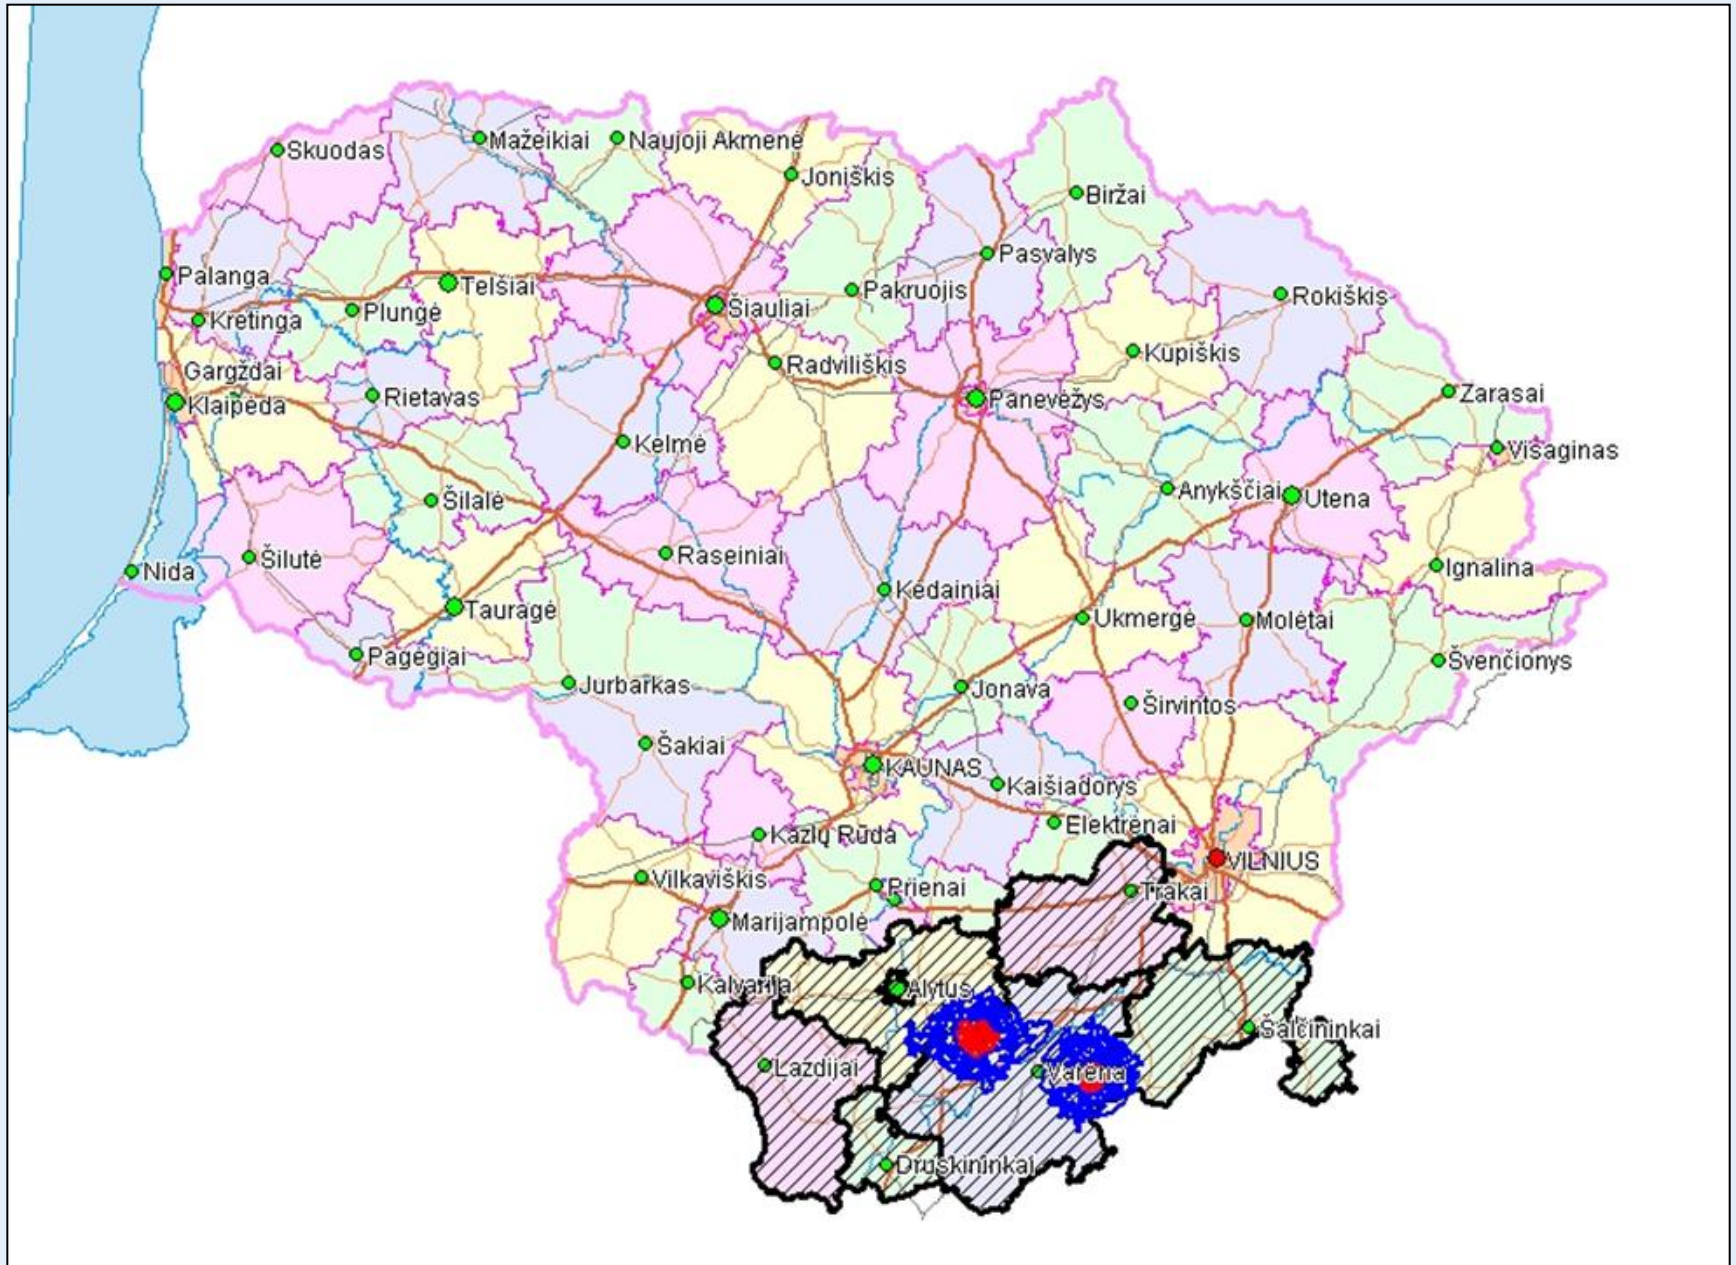 Mažeikiai
Naujoji Akmenė
Skuodas
Joniškis
Biržai
Pasvalys
Palanga
Telšiai
Pakruojis
Rokiškis
Kretinga
Plungė
Šiauliai
Kupiškis
Radviliškis
Gargždai
Rietavas
Zarasai
Klaipėda
Panevėžys
Kelmė
Visaginas
Šilalė
Anykščiai
Utena
Šilutė
Raseiniai
Nida
Ignalina
Kėdainiai
Tauragė
Ukmergė
Molėtai
Pagėgiai
Švenčionys
Jurbarkas
Jonava
Širvintos
Šakiai
KAUNAS
Kaišiadorys
Elektrėnai
Kazlų Rūda
VILNIUS
Vilkaviškis
Prienai
Trakai
Marijampolė
Kalvarija
Alytus
Šalčininkai
Lazdijai
Varėna
Druskininkai